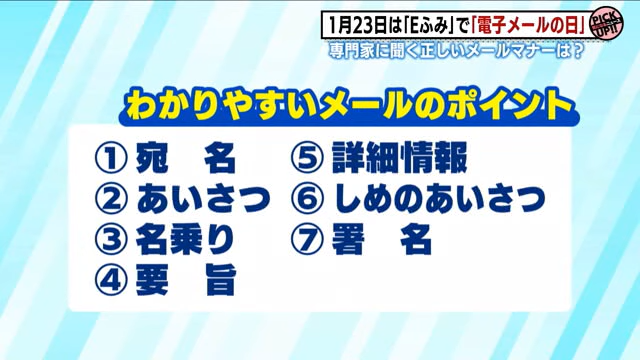 1月23日は「Eふみ」で「電子メールの日」
PICK
UP!!
専門家に聞く正しいメールマナーは？
わかりやすいメールのポイント
①宛　名
②あいさつ
③名乗り
④要　旨
⑤詳細情報
⑥しめのあいさつ
⑦署　名